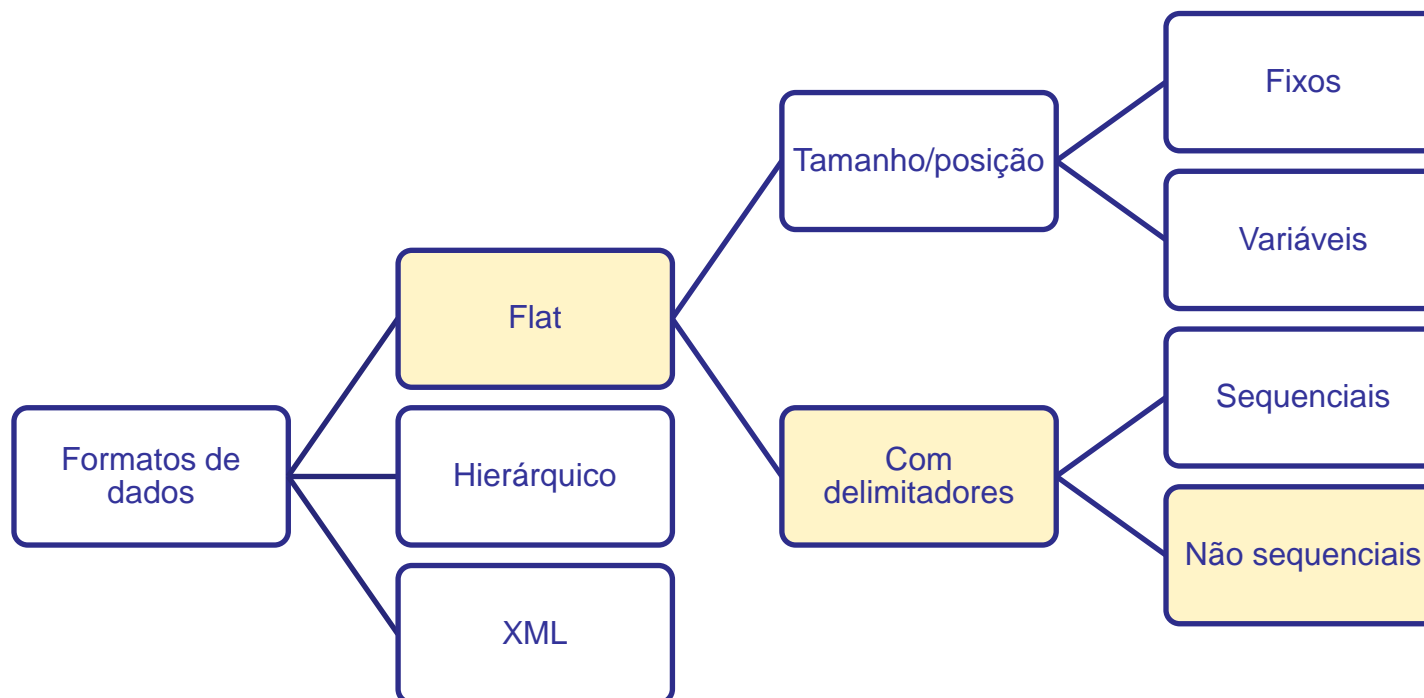 Formatos de
dados
Flat
Hierárquico
XML
Tamanho/posição
Com
delimitadores
Fixos
Variáveis
Sequenciais
Não sequenciais